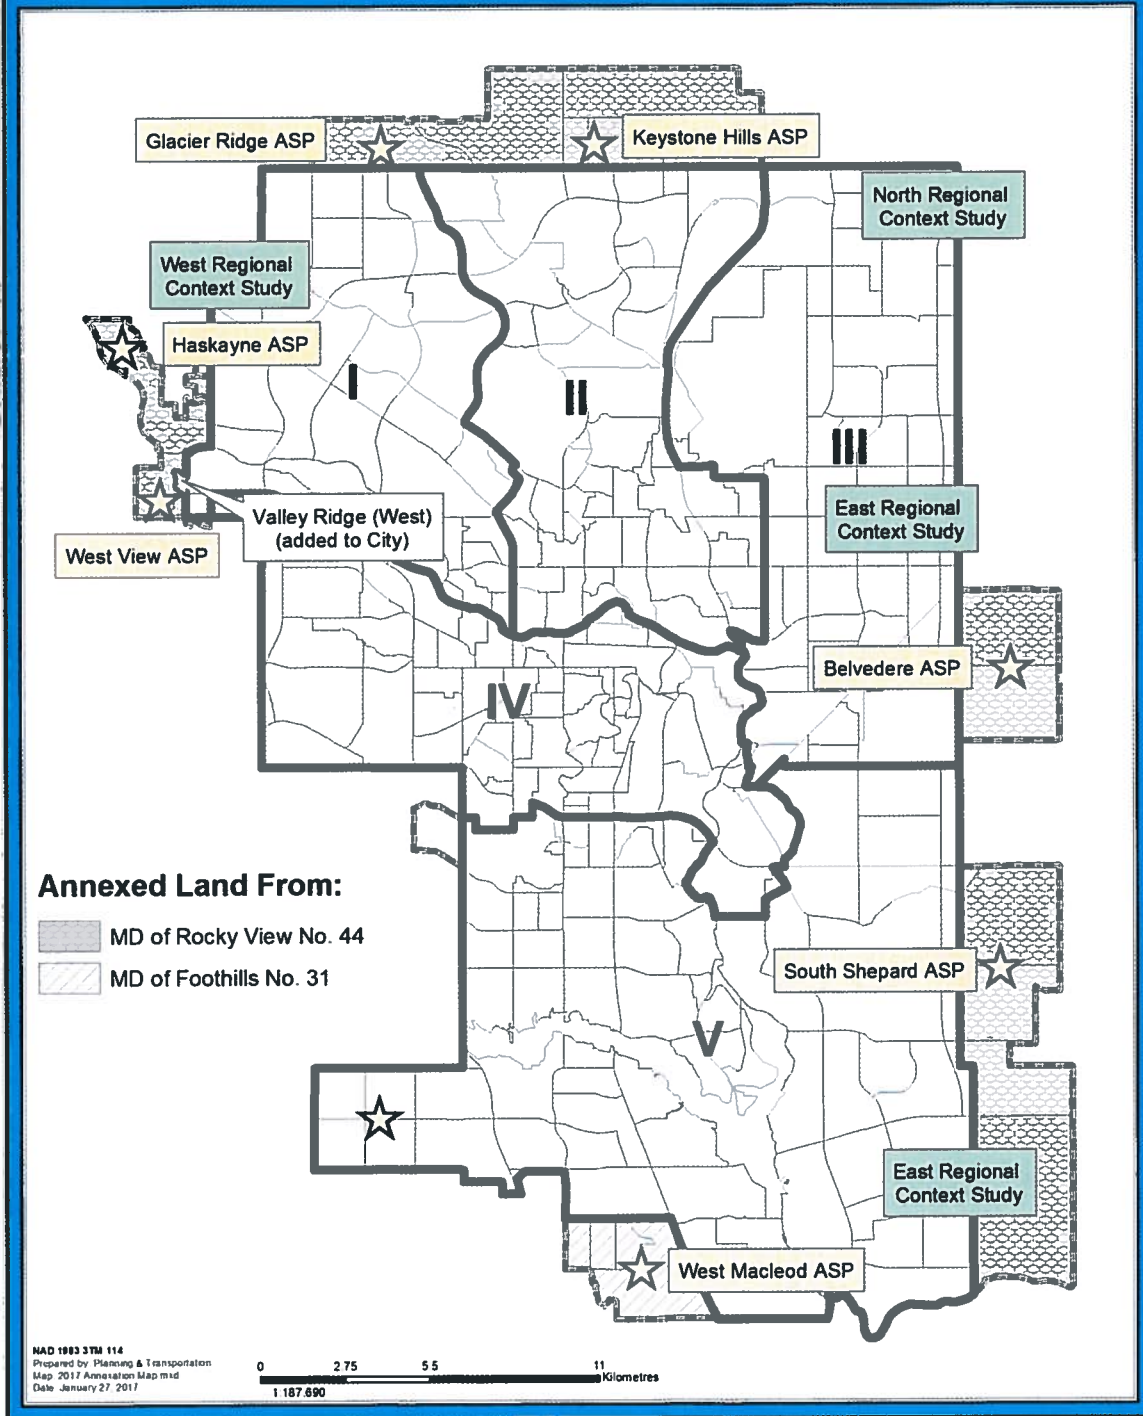 Glacier Ridge ASP
Keystone Hills ASP
North Regional
Context Study
West Regional
Context Study
Haskayne ASP
I
II
III
Valley Ridge (West)
(added to City)
East Regional
Context Study
West View ASP
Belvedere ASP
IV
Annexed Land From:
MD of Rocky View No. 44
MD of Foothills No. 31
South Shepard ASP
V
East Regional
Context Study
West Macleod ASP
NAD 1983 3TM 114
Prepared by Planning & Transportation
Map 2017 Annexation Map mxd
Date January 27, 2017
0 2.75 5 5 11
Kilometres
1:187,690